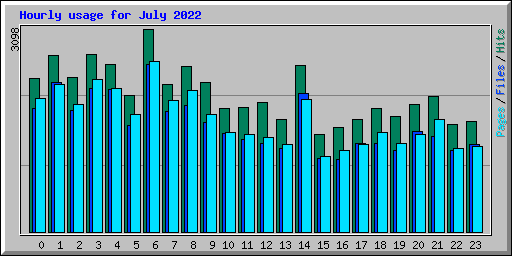 Hourly usage for July 2022
3098
Pages/Files/Hits
0 1 2 3 4 5 6 7 8 9 10 11 12 13 14 15 16 17 18 19 20 21 22 23